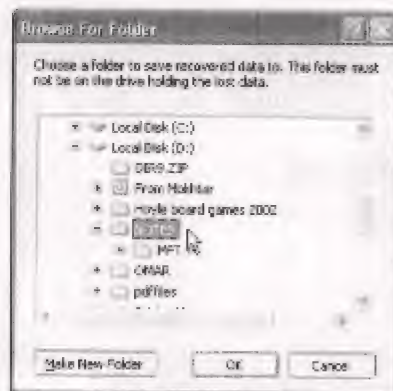 Browse For Folder
Choose a folder to save recovered data to. This folder must
not be on the drive holding the lost data.
Local Disk (C:)
Local Disk (D:)
From Mokhtar
Hoyle board games 2002
MFT
OMAR
pdffiles
Make New Folder
OK
Cancel